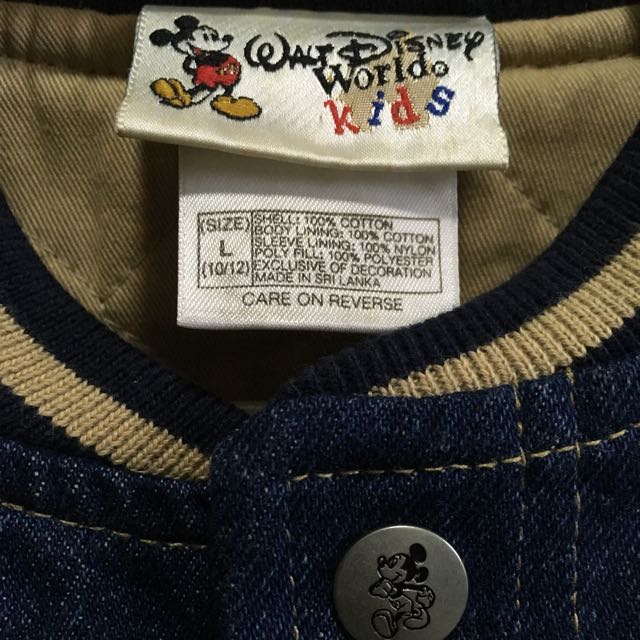 Walt Disney
World.
kids
(SIZE)
L
(10/12)
SHELL: 100% COTTON
BODY LINING: 100% COTTON
SLEEVE LINING: 100% NYLON
POLY FILL: 100% POLYESTER
EXCLUSIVE OF DECORATION
MADE IN SRI LANKA
CARE ON REVERSE